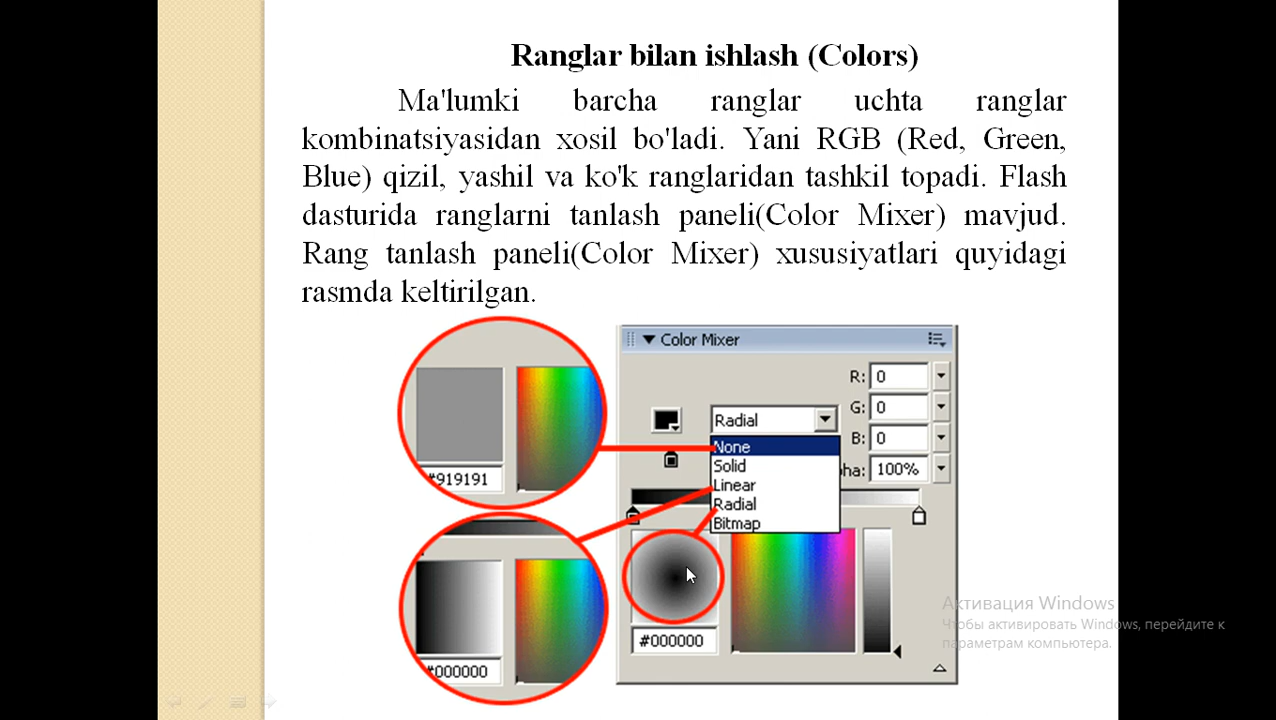 Ranglar bilan ishlash (Colors)
Ma'lumki barcha ranglar uchta ranglar
kombinatsiyasidan xosil bo'ladi. Yani RGB (Red, Green,
Blue) qizil, yashil va ko'k ranglaridan tashkil topadi. Flash
dasturida ranglarni tanlash paneli(Color Mixer) mavjud.
Rang tanlash paneli(Color Mixer) xususiyatlari quyidagi
rasmda keltirilgan.
#919191
#000000
Color Mixer
R: 0
G: 0
B: 0
pha: 100%
Radial
None
Solid
Linear
Radial
Bitmap
#000000
Активация Windows
Чтобы активировать Windows, перейдите к
параметрам компьютера.